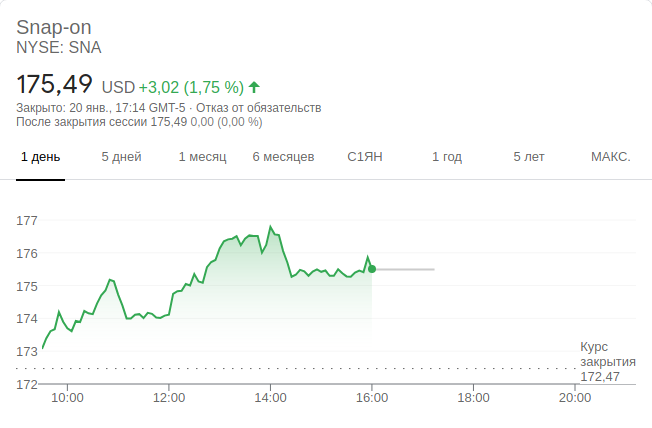 Snap-on
NYSE: SNA
175,49 USD +3,02 (1,75 %)
Закрыто: 20 янв., 17:14 GMT-5 · Отказ от обязательств
После закрытия сессии 175,49 0,00 (0,00 %)
1 день 5 дней 1 месяц 6 месяцев С1ЯН 1 год 5 лет МАКС.
177
176
175
174
173
Курс
закрытия
172,47
172
10:00 12:00 14:00 16:00 18:00 20:00